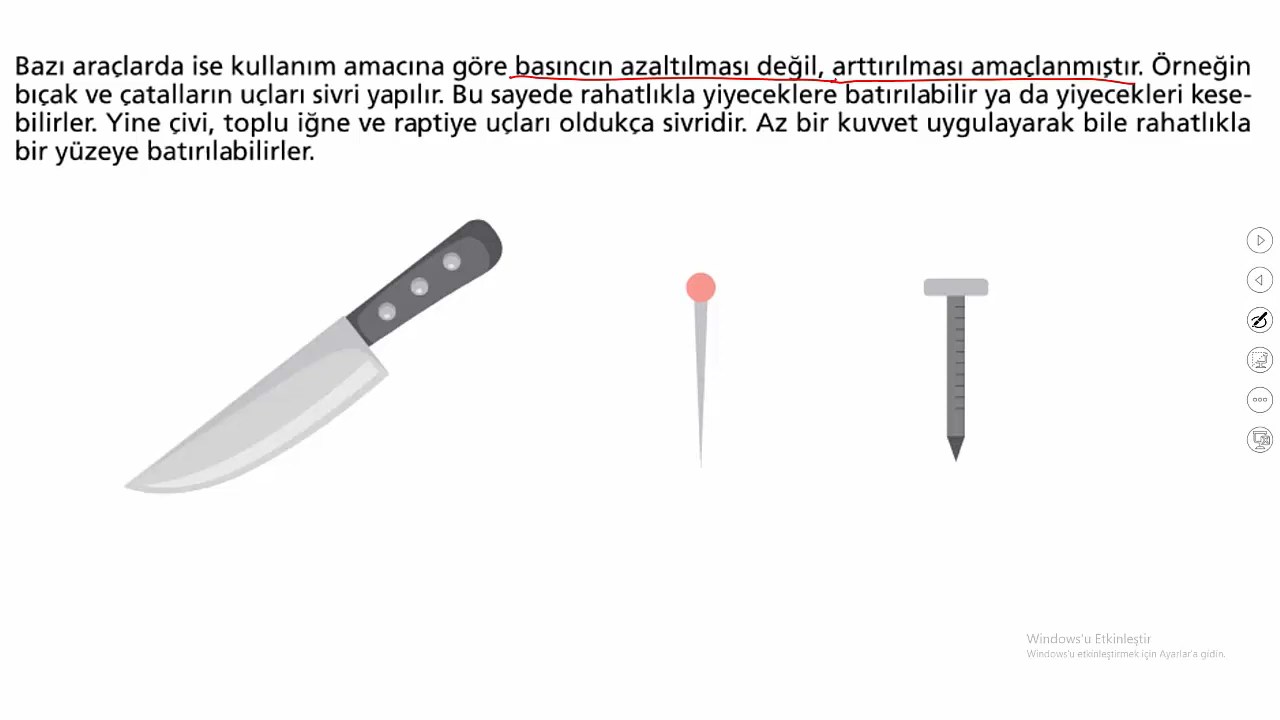 Bazı araçlarda ise kullanım amacına göre basıncın azaltılması değil, arttırılması amaçlanmıştır. Örneğin
bıçak ve çatalların uçları sivri yapılır. Bu sayede rahatlıkla yiyeceklere batırılabilir ya da yiyecekleri kese-
bilirler. Yine çivi, toplu iğne ve raptiye uçları oldukça sivridir. Az bir kuvvet uygulayarak bile rahatlıkla
bir yüzeye batırılabilirler.
Windows'u Etkinleştir
Windows'u etkinleştirmek için Ayarlar'a gidin.